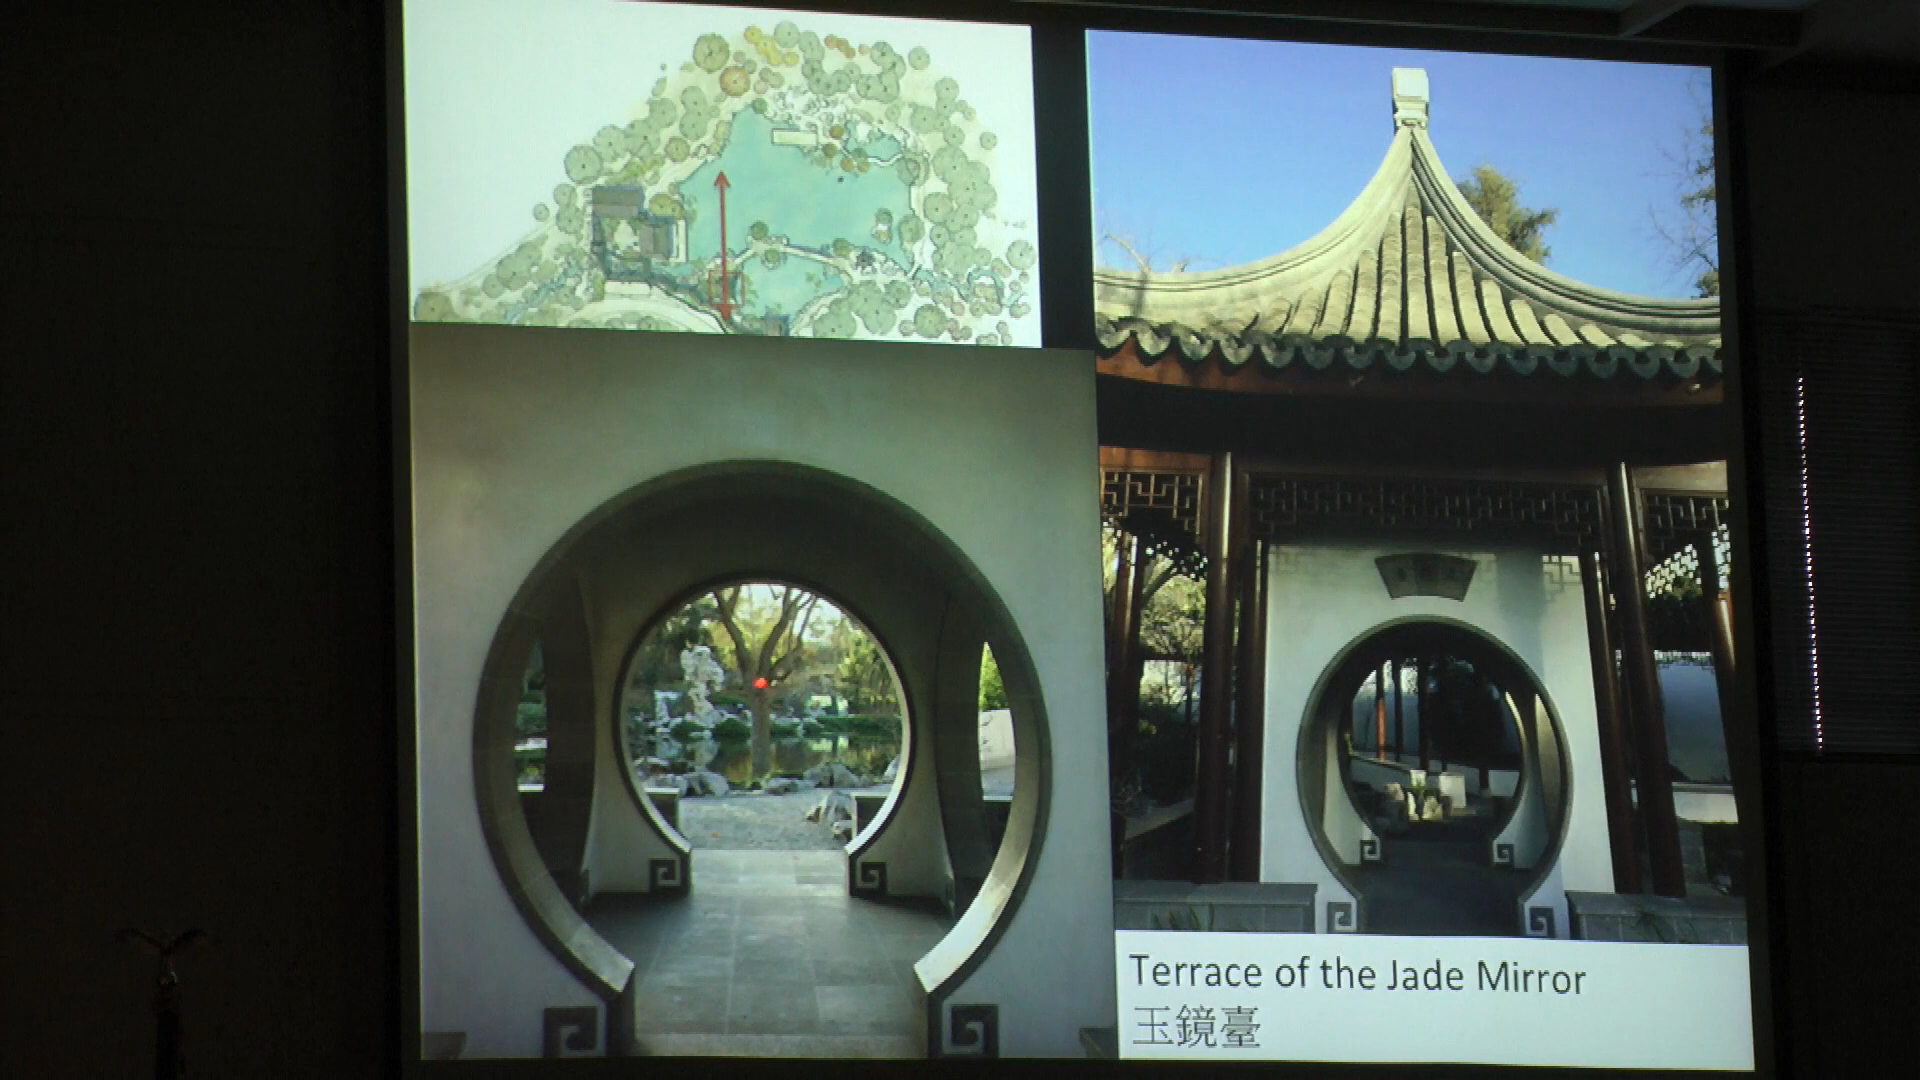 Terrace of the Jade Mirror
玉鏡臺